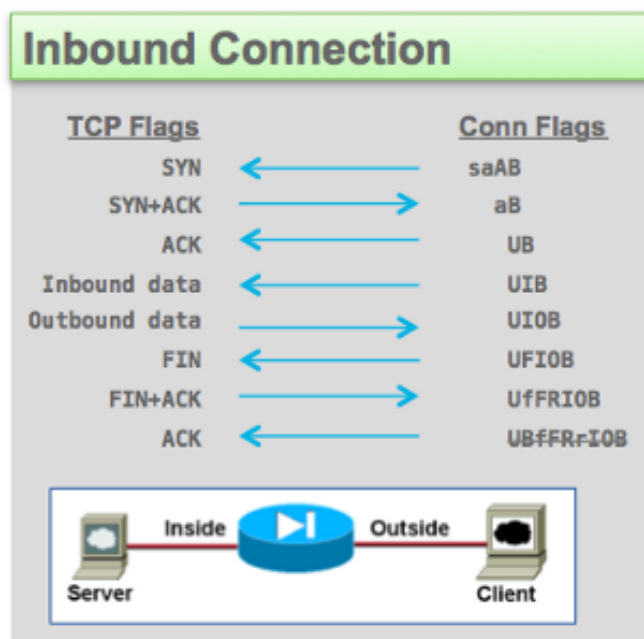 Inbound Connection
TCP Flags Conn Flags
SYN saAB
SYN+ACK aB
ACK UB
Inbound data UIB
Outbound data UIOB
FIN UFIOB
FIN+ACK UfFRIOB
ACK UBfFRrIOB
Inside Outside
Server Client